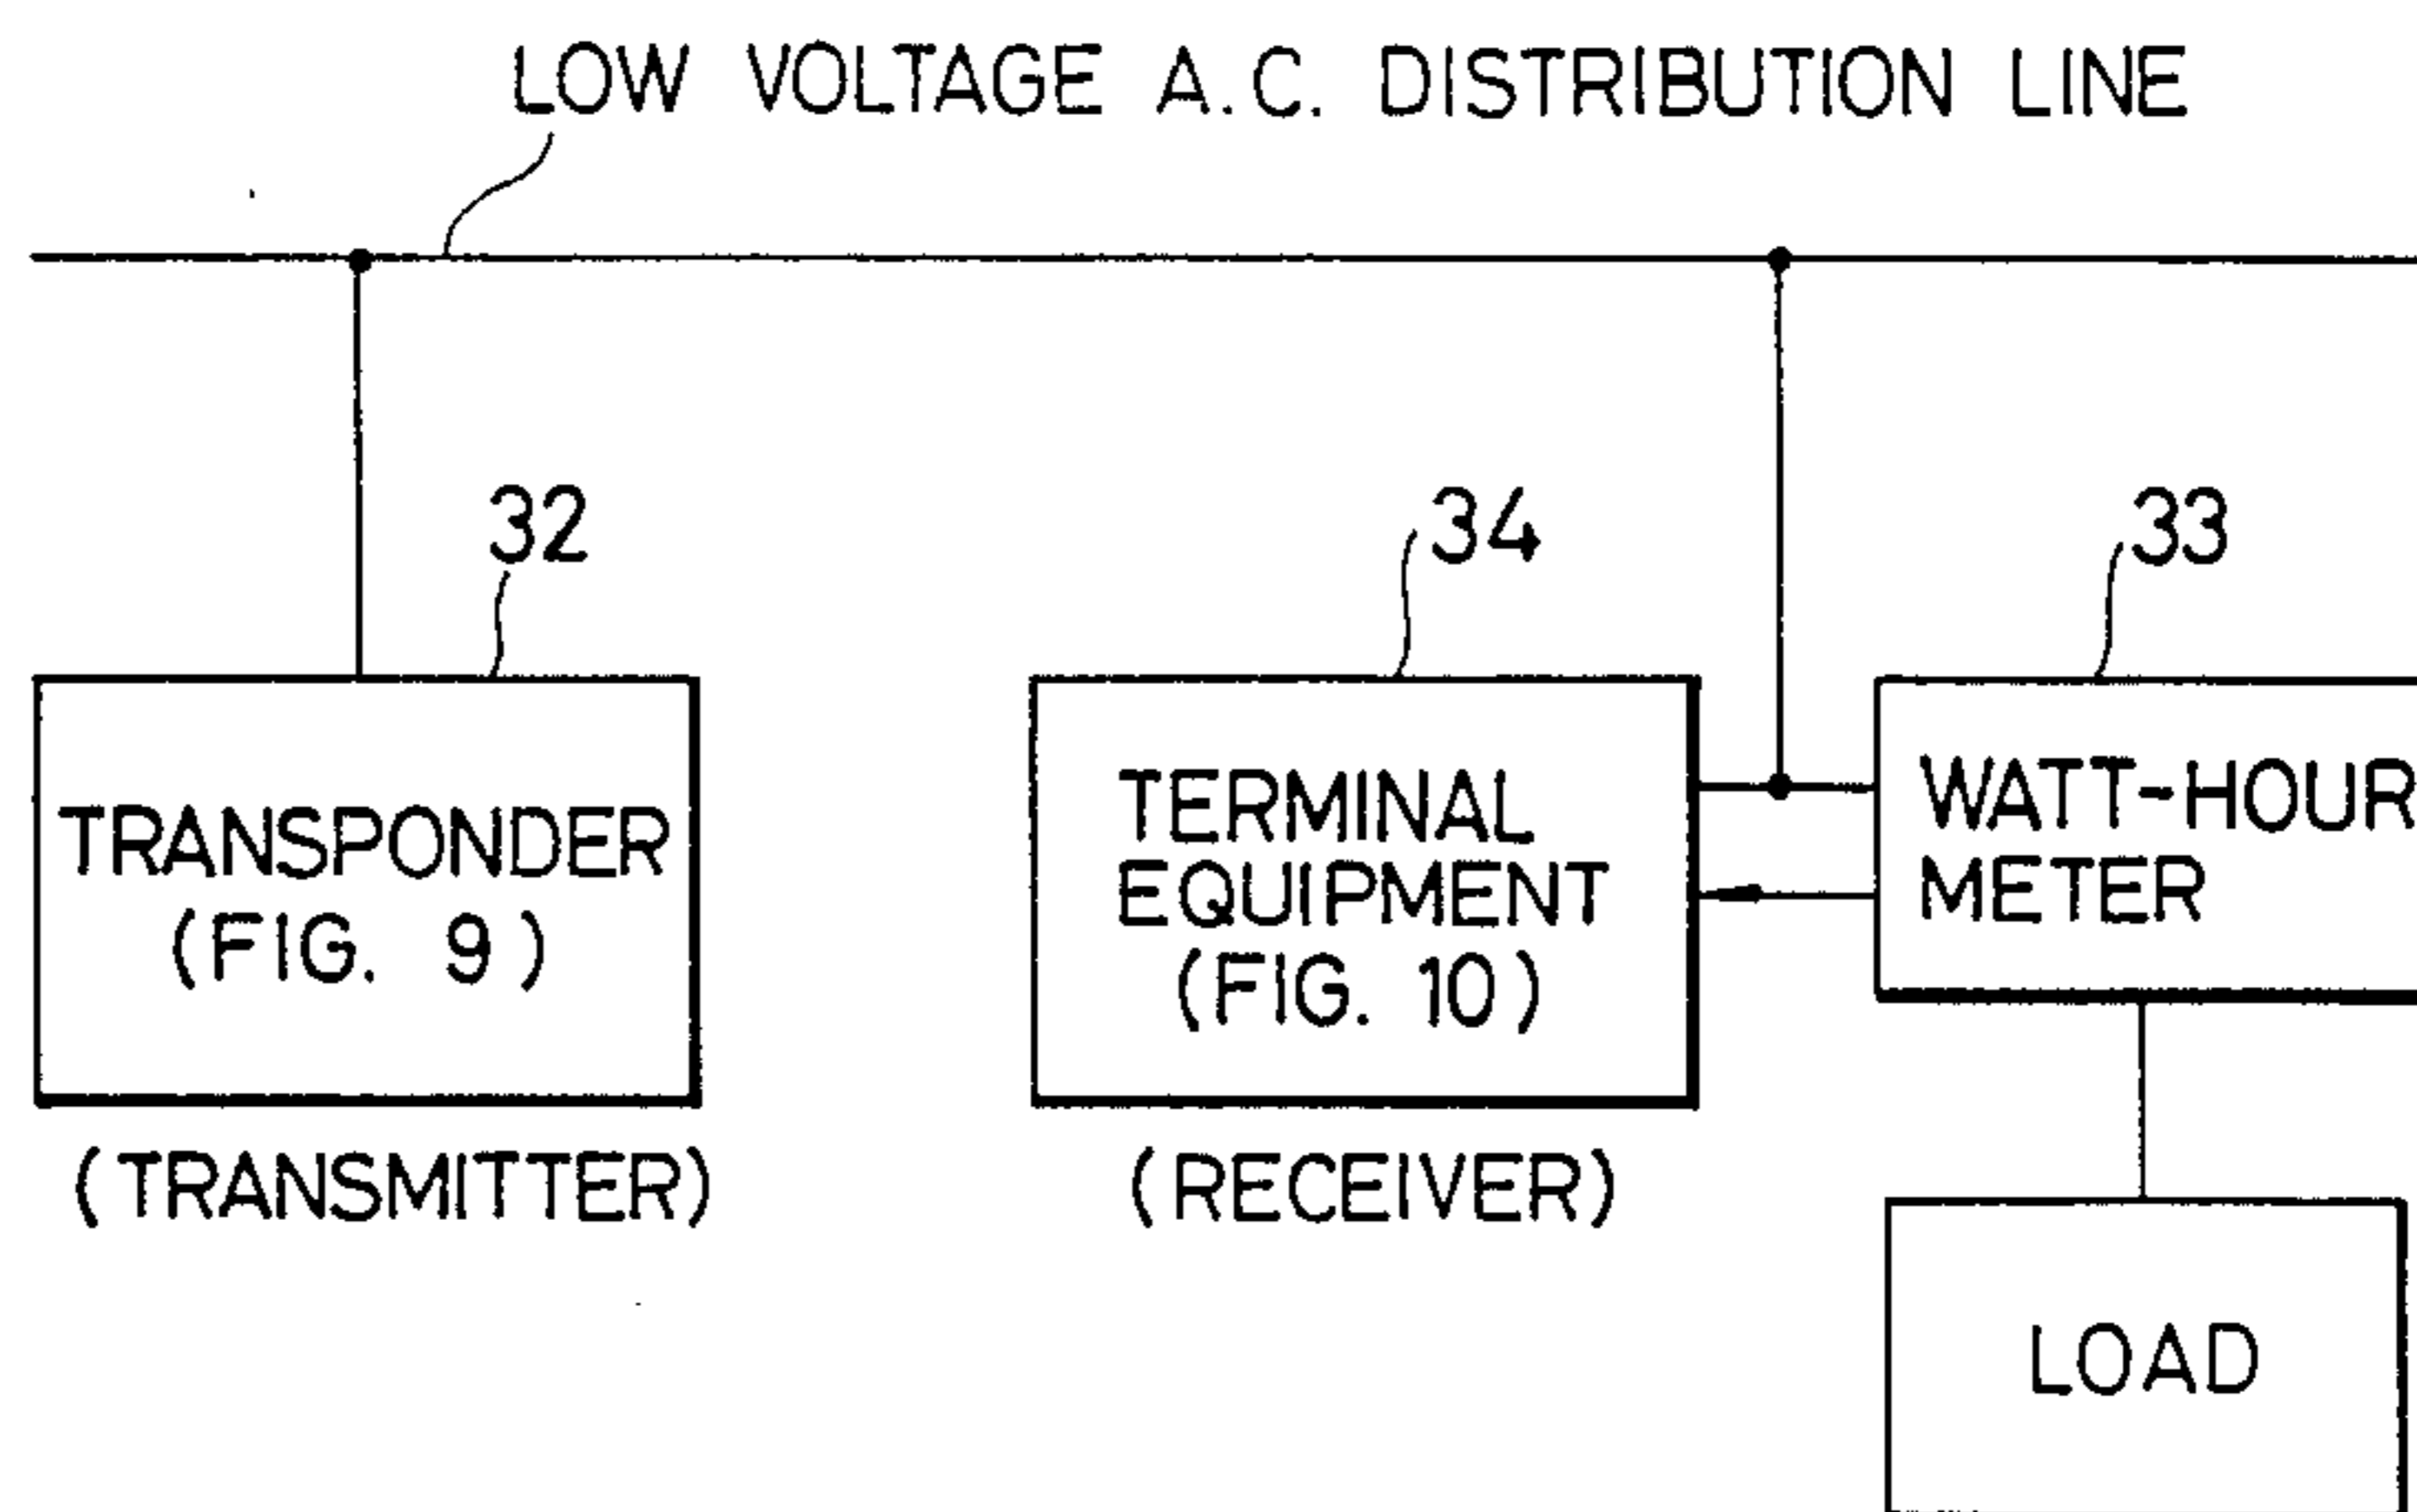 LOW VOLTAGE A.C. DISTRIBUTION LINE
32
34
33
TRANSPONDER
(FIG. 9)
(TRANSMITTER)
TERMINAL
EQUIPMENT
(FIG. 10)
(RECEIVER)
WATT-HOUR
METER
LOAD